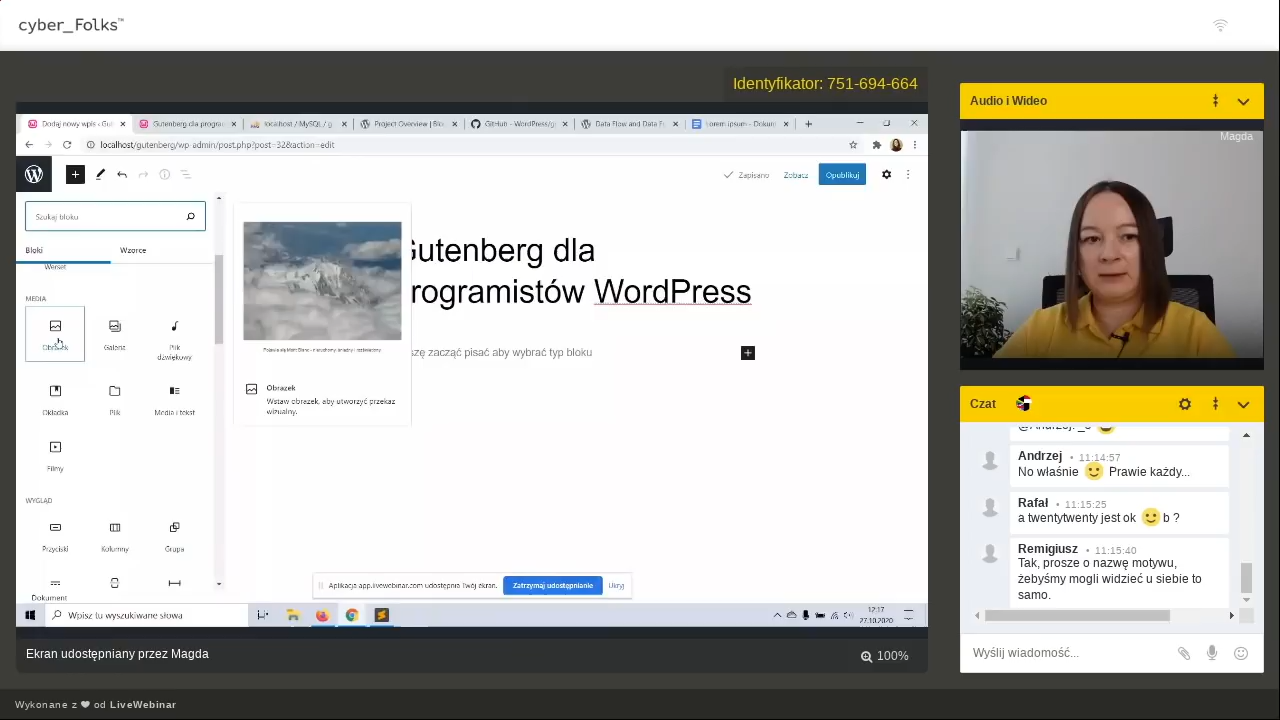 cyber_Folks™
Identyfikator: 751-694-664
Dodaj nowy wpis ‹ Gut
Gutenberg dla progra
localhost / MySQL / g
Project Overview | Blo
GitHub - WordPress/g
Data Flow and Data E
Lorem ipsum - Dokum
localhost/gutenberg/wp-admin/post.php?post=32&action=edit
Zapisano
Zobacz
Opublikuj
Szukaj bloku
Bloki
Wzorce
Werset
MEDIA
Obrazek
Galeria
Plik
dźwiękowy
Okładka
Plik
Media i tekst
Filmy
WYGLĄD
Przyciski
Kolumny
Grupa
Dokument
Obrazek
Wstaw obrazek, aby utworzyć przekaz
wizualny.
Gutenberg dla
rogramistów WordPress
szę zacząć pisać aby wybrać typ bloku
Aplikacja app.livewebinar.com udostępnia Twój ekran.
Zatrzymaj udostępnianie
Ukryj
Wpisz tu wyszukiwane słowa
12:17
27.10.2020
Ekran udostępniany przez Magda
100%
Audio i Wideo
Magda
Czat
Andrzej • 11:14:57
No właśnie 🙂 Prawie każdy...
Rafał • 11:15:25
a twentytwenty jest ok 🙂 b ?
Remigiusz • 11:15:40
Tak, prosze o nazwę motywu,
żebyśmy mogli widzieć u siebie to
samo.
Wyślij wiadomość...
Wykonane z ❤ od LiveWebinar